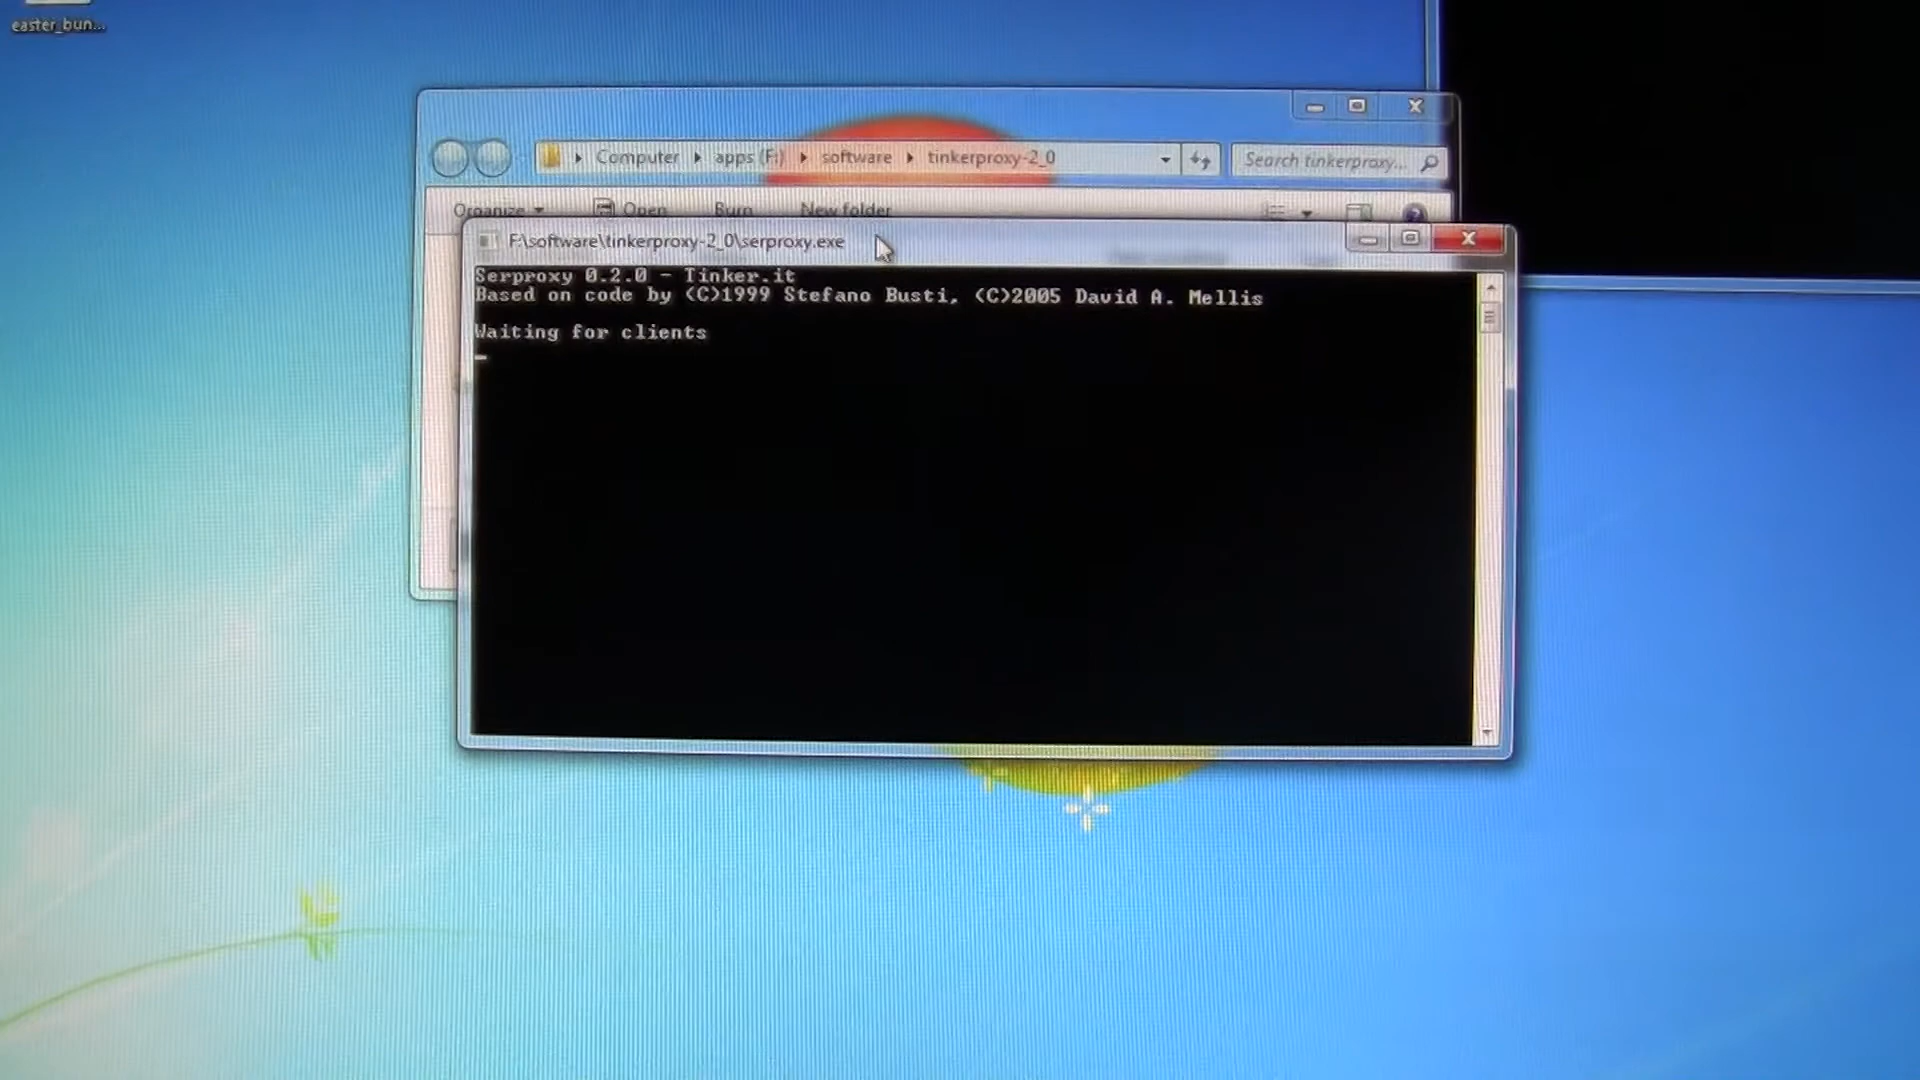 easter_bun...
Computer ▸ apps (F:) ▸ software ▸ tinkerproxy-2_0
Search tinkerproxy...
Organize Open Burn New folder
F:\software\tinkerproxy-2_0\serproxy.exe
Serproxy 0.2.0 - Tinker.it
Based on code by (C)1999 Stefano Busti, (C)2005 David A. Mellis
Waiting for clients